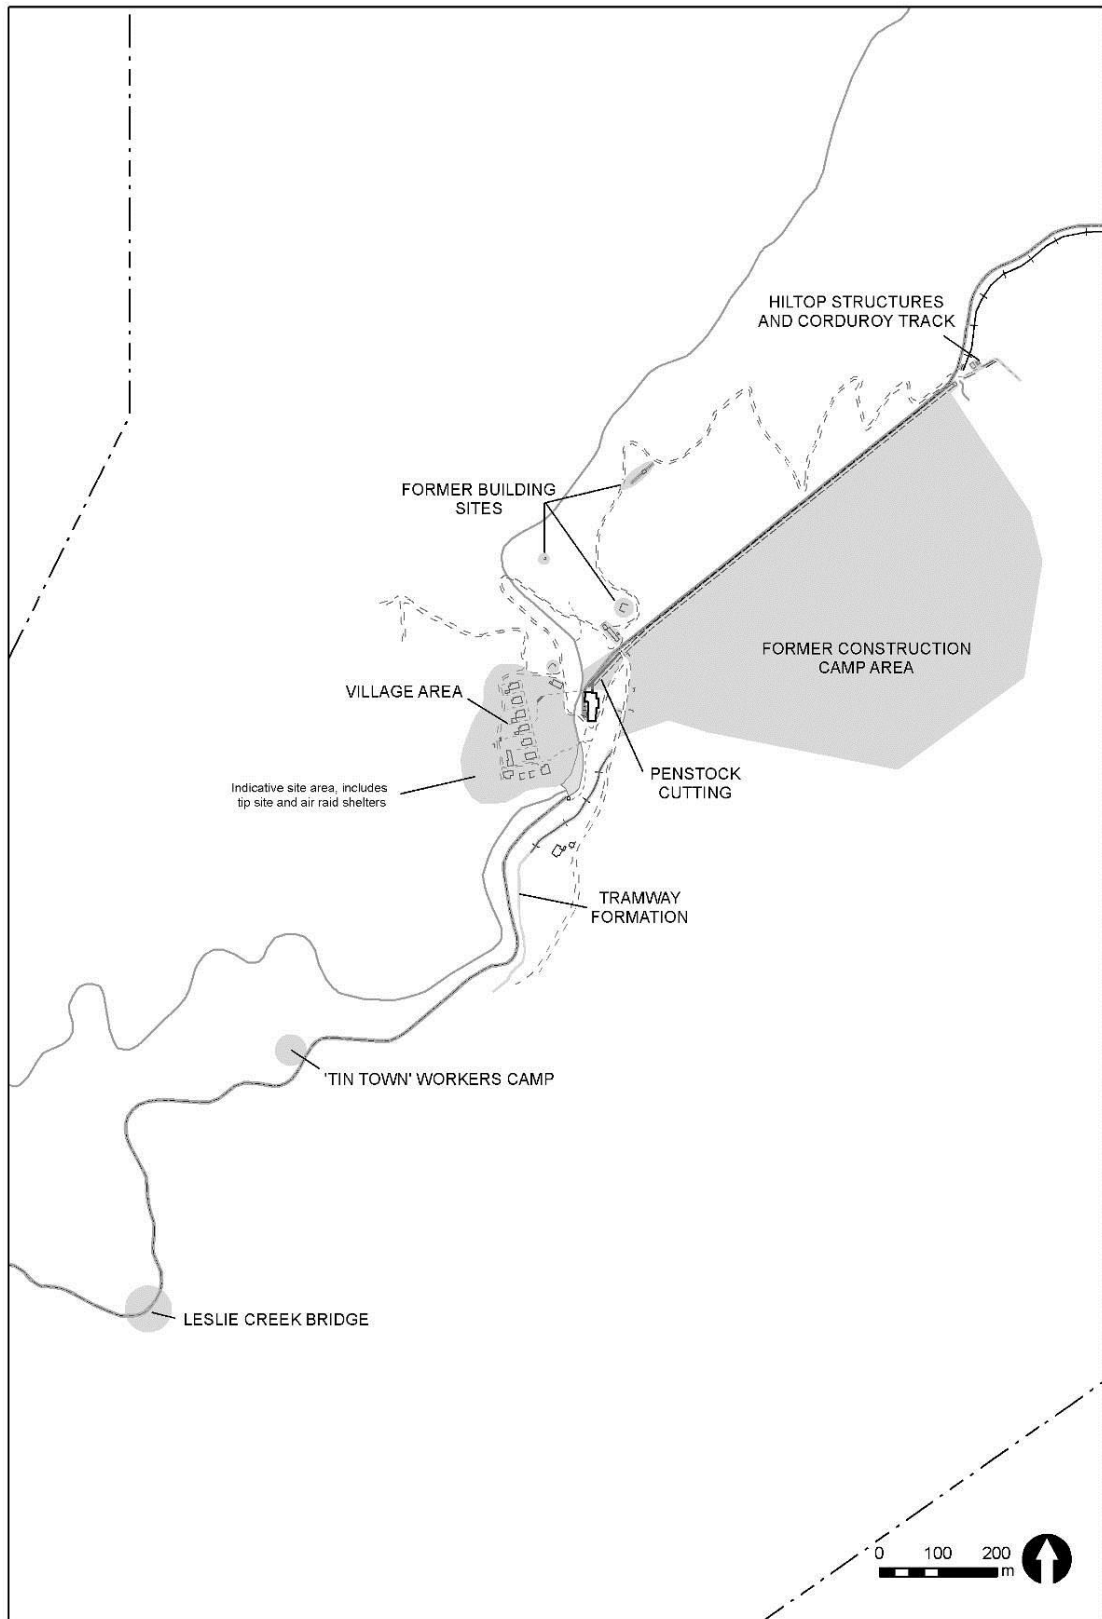 HILTOP STRUCTURES
AND CORDUROY TRACK
FORMER BUILDING
SITES
FORMER CONSTRUCTION
CAMP AREA
VILLAGE AREA
PENSTOCK
CUTTING
Indicative site area, includes
tip site and air raid shelters
TRAMWAY
FORMATION
'TIN TOWN' WORKERS CAMP
LESLIE CREEK BRIDGE
0 100 200
m